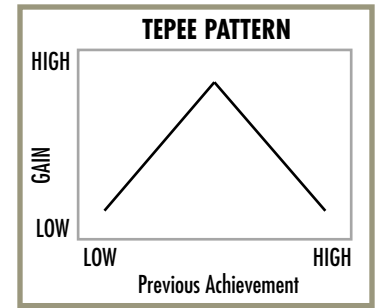 TEPEE PATTERN
HIGH
GAIN
LOW
LOW HIGH
Previous Achievement